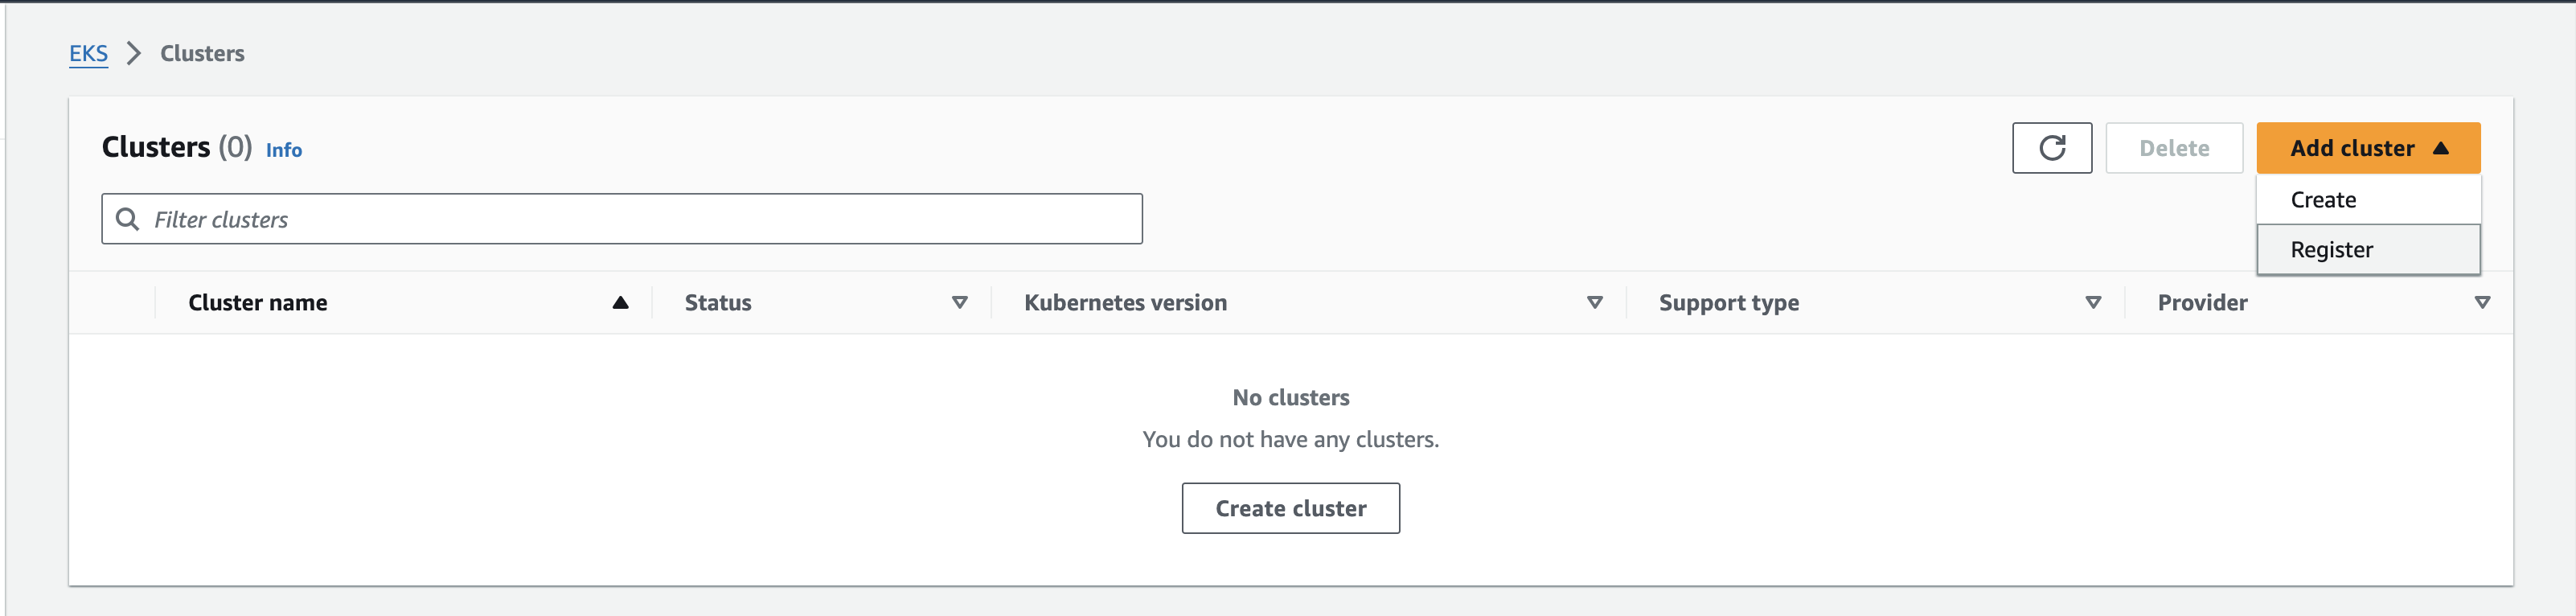 EKS > Clusters
Clusters (0) Info
Delete
Add cluster
Create
Register
Filter clusters
Cluster name Status Kubernetes version Support type Provider
No clusters
You do not have any clusters.
Create cluster